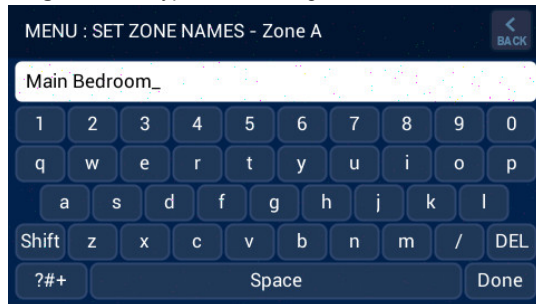 MENU : SET ZONE NAMES - Zone A
< BACK
Main Bedroom_
1 2 3 4 5 6 7 8 9 0
q w e r t y u i o p
a s d f g h j k l
Shift z x c v b n m / DEL
?#+ Space Done